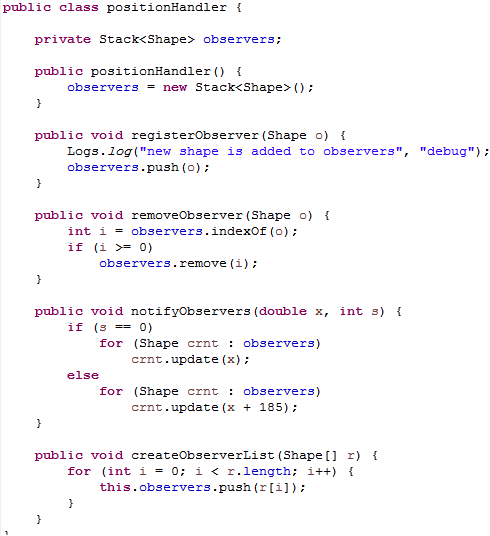 public class positionHandler {
private Stack<Shape> observers;
public positionHandler() {
observers = new Stack<Shape>();
}
public void registerObserver(Shape o) {
Logs.log("new shape is added to observers", "debug");
observers.push(o);
}
public void removeObserver(Shape o) {
int i = observers.indexOf(o);
if (i >= 0)
observers.remove(i);
}
public void notifyObservers(double x, int s) {
if (s == 0)
for (Shape crnt : observers)
crnt.update(x);
else
for (Shape crnt : observers)
crnt.update(x + 185);
}
public void createObserverList(Shape[] r) {
for (int i = 0; i < r.length; i++) {
this.observers.push(r[i]);
}
}
}